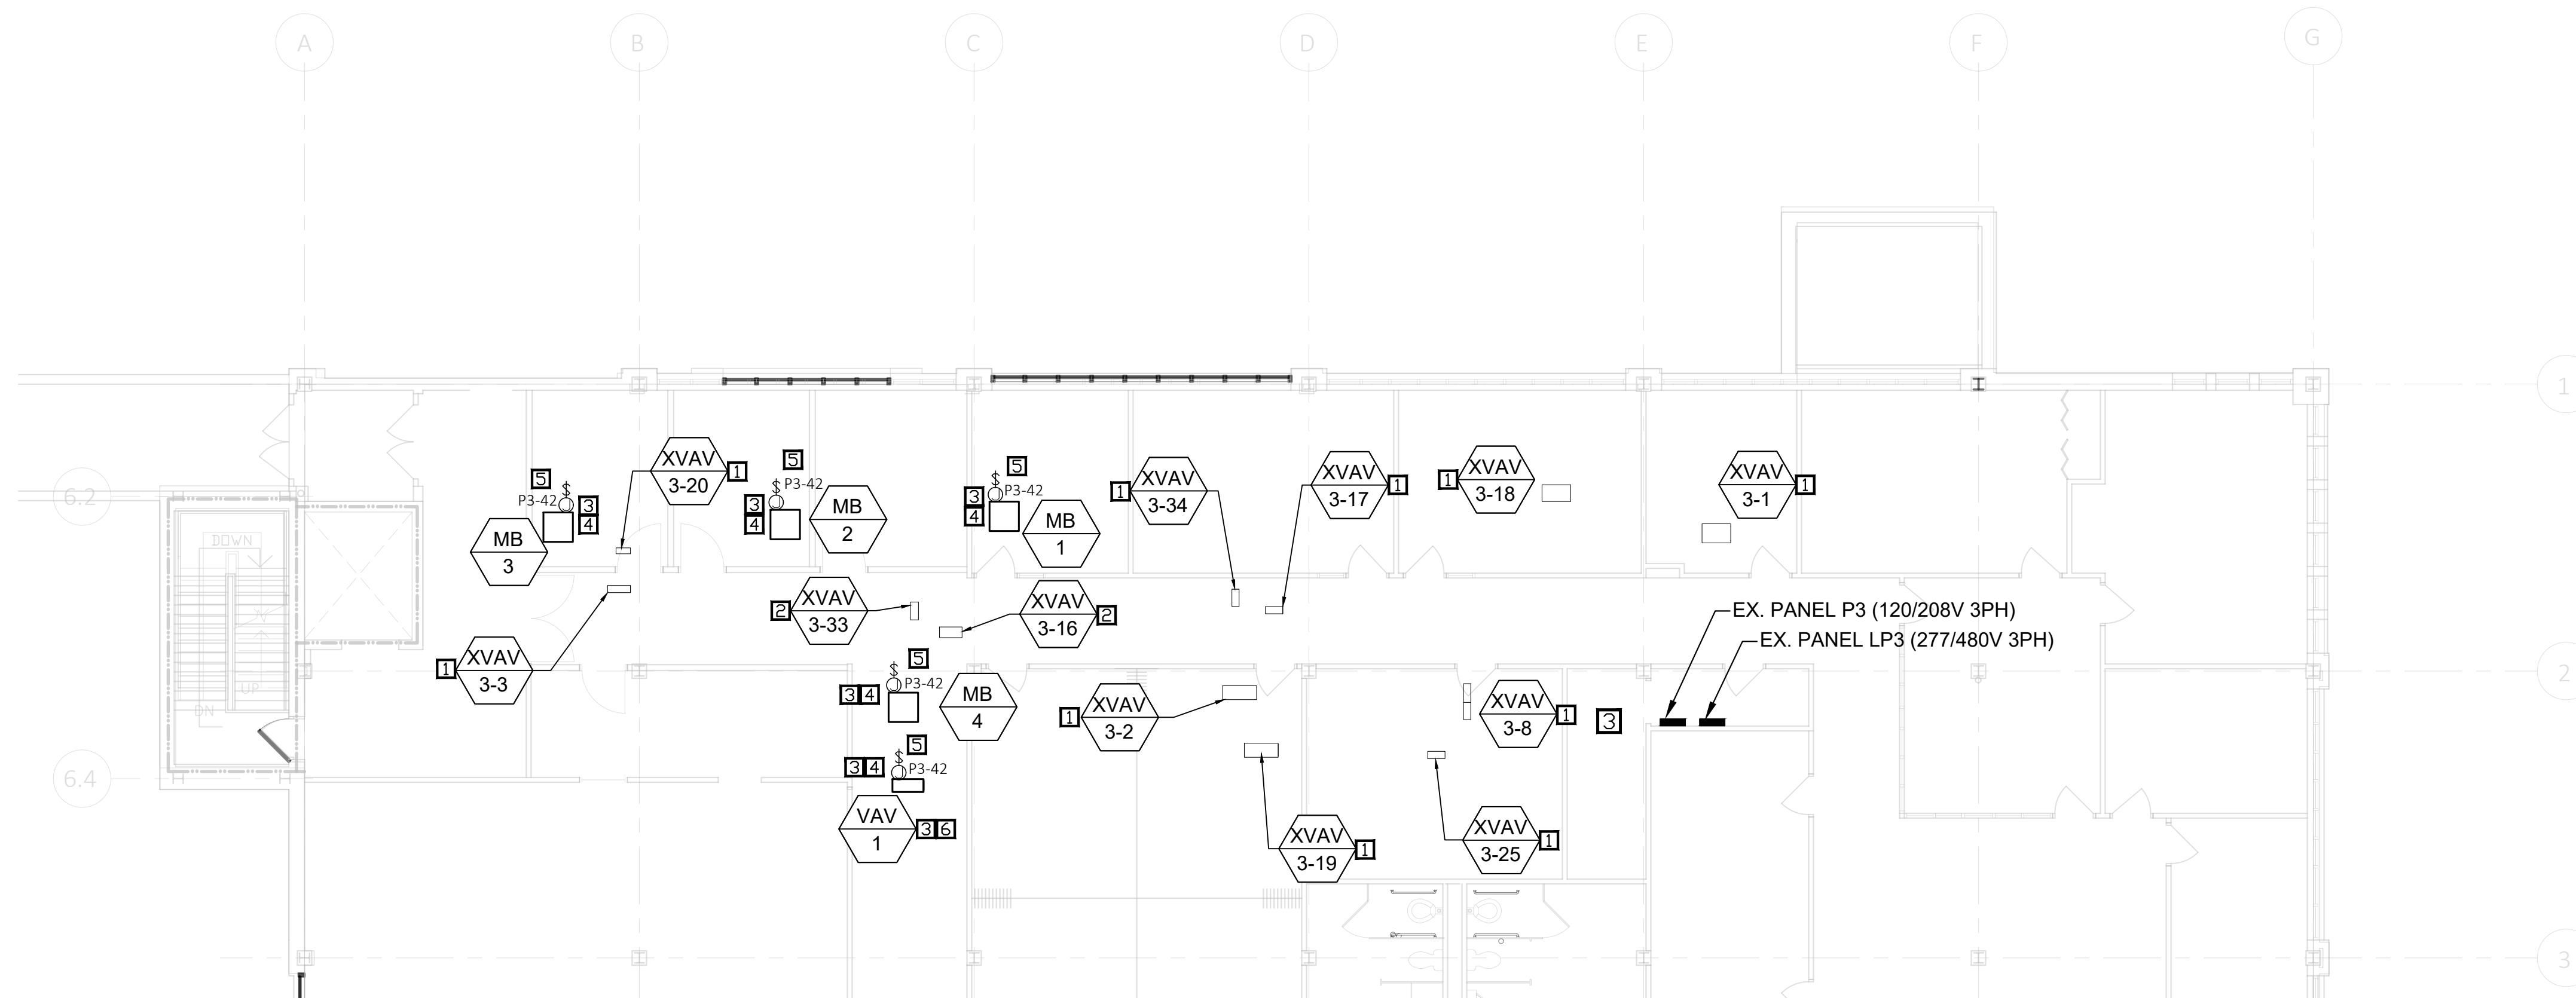 A
B
C
D
E
F
G
1
6.2
5
P3-42
3
4
MB
3
XVAV
3-20
1
5
P3-42
3
4
MB
2
5
P3-42
3
4
MB
1
1
XVAV
3-34
XVAV
3-17
1
1
XVAV
3-18
XVAV
3-1
1
DOWN
UP
DN
1
XVAV
3-3
2
XVAV
3-33
XVAV
3-16
2
EX. PANEL P3 (120/208V 3PH)
EX. PANEL LP3 (277/480V 3PH)
2
5
P3-42
3 4
MB
4
1
XVAV
3-2
XVAV
3-8
1
3
5
P3-42
3 4
VAV
1
3 6
XVAV
3-19
1
XVAV
3-25
1
6.4
3